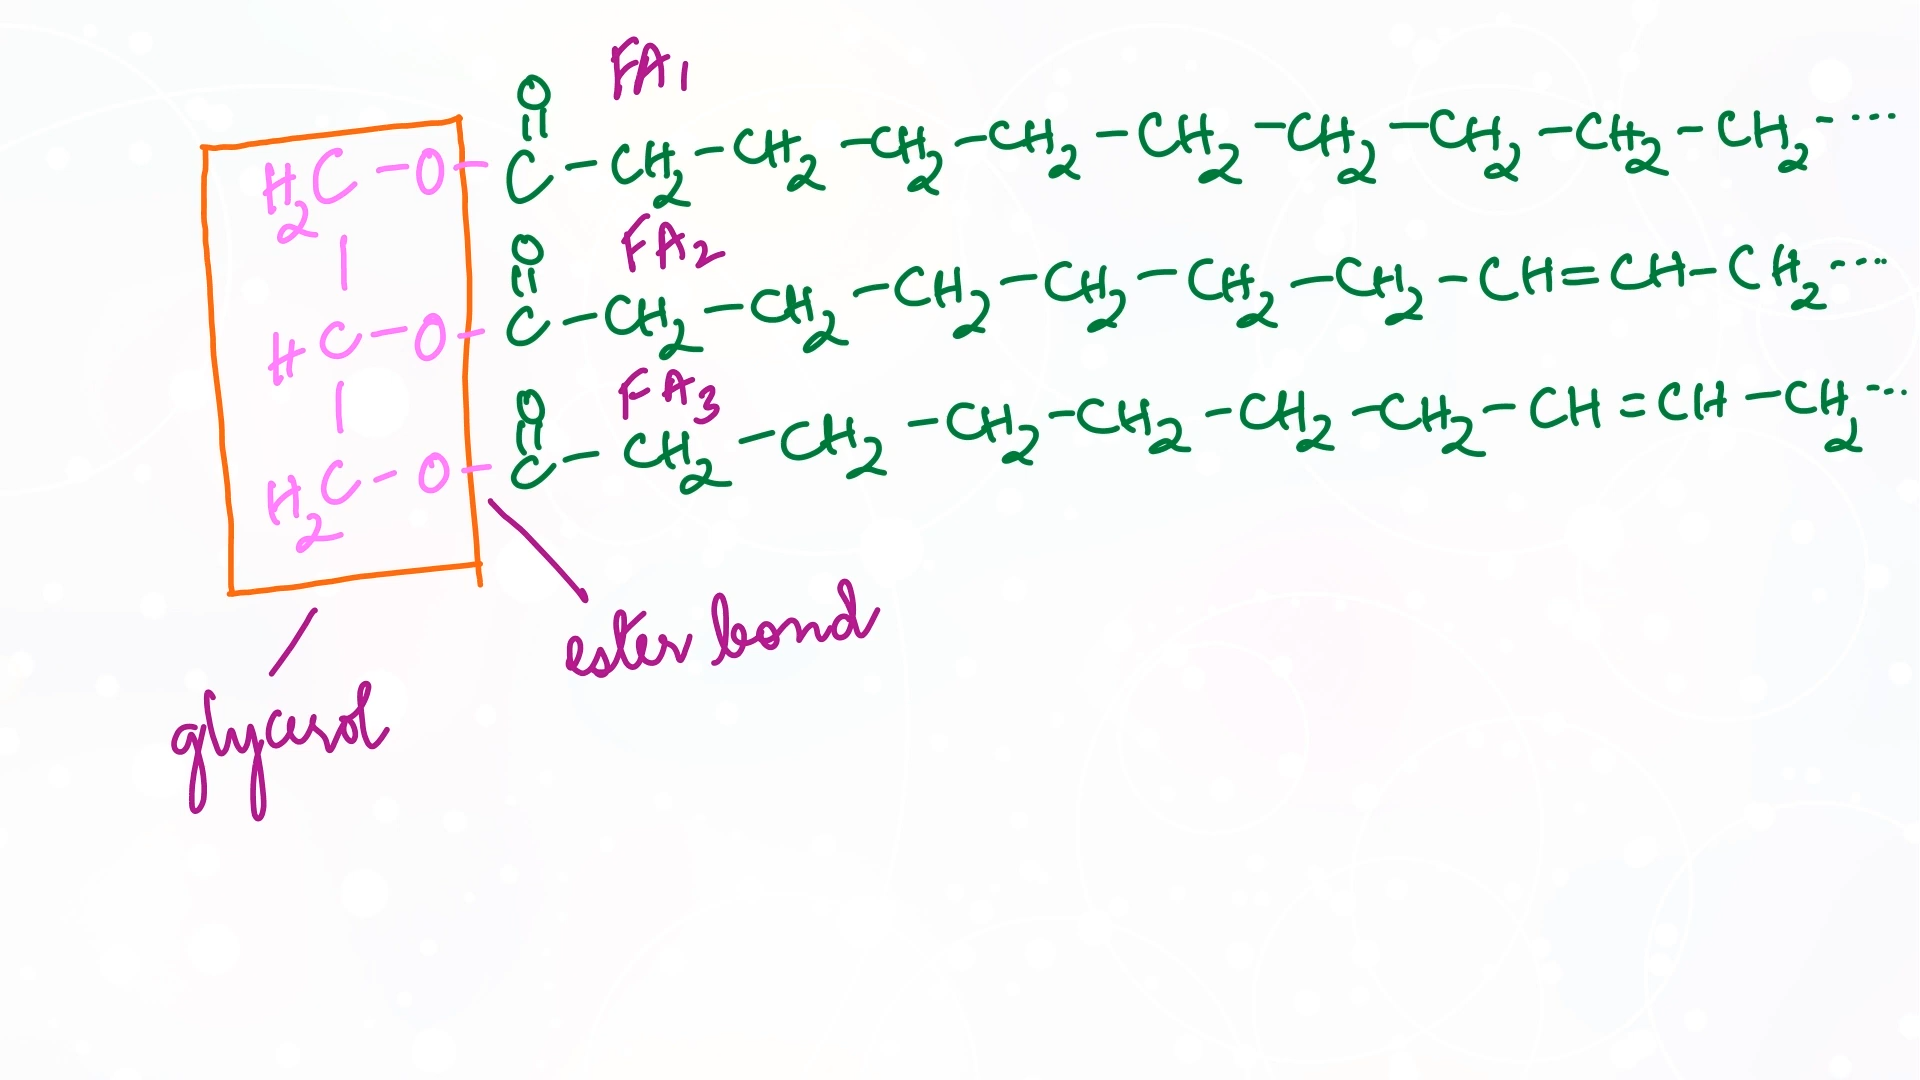 FA1
O
||
H2C - O - C - CH2 - CH2 - CH2 - CH2 - CH2 - CH2 - CH2 - CH2 - CH2 - ....
|
FA2
O
||
HC - O - C - CH2 - CH2 - CH2 - CH2 - CH2 - CH2 - CH = CH - CH2 - ....
|
FA3
O
||
H2C - O - C - CH2 - CH2 - CH2 - CH2 - CH2 - CH2 - CH = CH - CH2 - ...
ester bond
glycerol